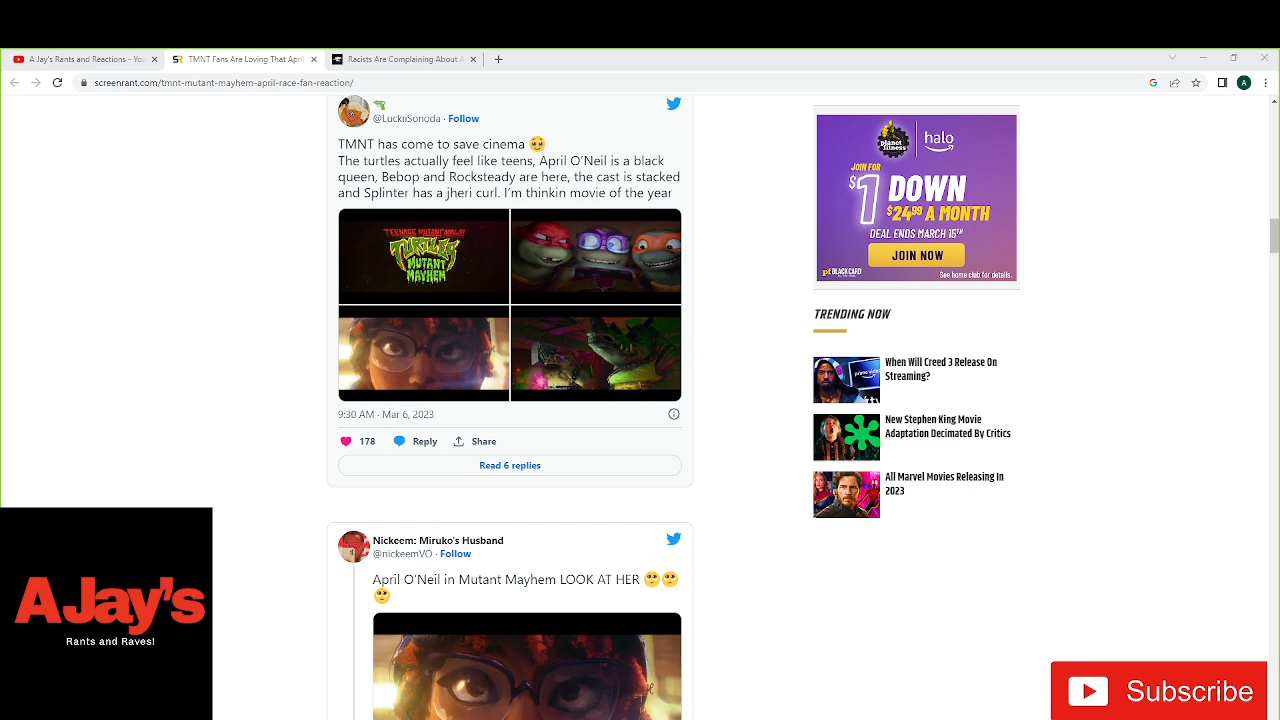 A Jay's Rants and Reactions - You
TMNT Fans Are Loving That April
Racists Are Complaining About A
screenrant.com/tmnt-mutant-mayhem-april-race-fan-reaction/
A
@LuckiiSonoda · Follow
TMNT has come to save cinema 🥹
The turtles actually feel like teens, April O'Neil is a black
queen, Bebop and Rocksteady are here, the cast is stacked
and Splinter has a jheri curl. I'm thinkin movie of the year
TEENAGE MUTANT NINJA
TURTLES
MUTANT
MAYHEM
9:30 AM · Mar 6, 2023
178 Reply Share
Read 6 replies
Nickeem: Miruko's Husband
@nickeemVO · Follow
April O'Neil in Mutant Mayhem LOOK AT HER 🥺🥺
🥺
planet fitness halo
JOIN FOR
$1 DOWN
$24.99 A MONTH
DEAL ENDS MARCH 15TH
JOIN NOW
pf BLACK CARD
See home club for details.
TRENDING NOW
prime video
When Will Creed 3 Release On
Streaming?
New Stephen King Movie
Adaptation Decimated By Critics
All Marvel Movies Releasing In
2023
A Jay's
Rants and Raves!
Subscribe